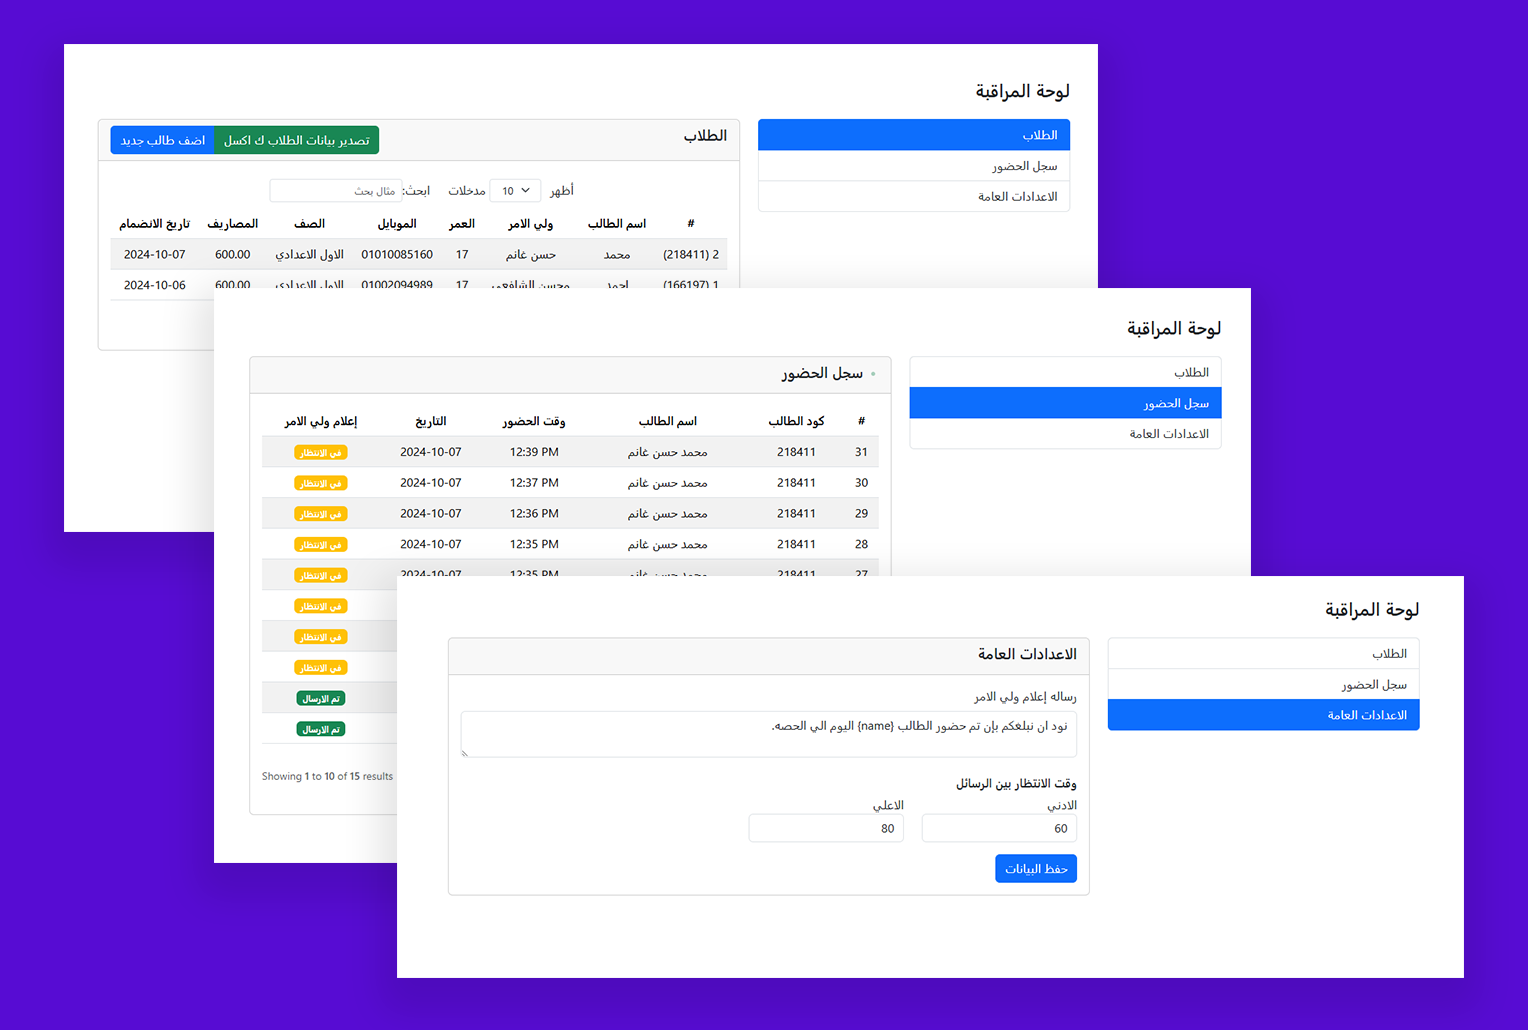 لوحة المراقبة
الطلاب
سجل الحضور
الاعدادات العامة
الطلاب
تصدير بيانات الطلاب ك اكسل
اضف طالب جديد
أظهر 10 مدخلات ابحث: مثال بحث
# اسم الطالب ولي الامر العمر الموبايل الصف المصاريف تاريخ الانضمام
2 (218411) محمد حسن غانم 17 01010085160 الاول الاعدادي 600.00 2024-10-07
1 (166197) احمد محسن الشافعي 17 01002094989 الاول الاعدادي 600.00 2024-10-06
لوحة المراقبة
الطلاب
سجل الحضور
الاعدادات العامة
سجل الحضور
# كود الطالب اسم الطالب وقت الحضور التاريخ إعلام ولي الامر
31 218411 محمد حسن غانم 12:39 PM 2024-10-07 في الانتظار
30 218411 محمد حسن غانم 12:37 PM 2024-10-07 في الانتظار
29 218411 محمد حسن غانم 12:36 PM 2024-10-07 في الانتظار
28 218411 محمد حسن غانم 12:35 PM 2024-10-07 في الانتظار
27 218411 محمد حسن غانم 12:35 PM 2024-10-07 في الانتظار
في الانتظار
في الانتظار
في الانتظار
تم الارسال
تم الارسال
Showing 1 to 10 of 15 results
لوحة المراقبة
الطلاب
سجل الحضور
الاعدادات العامة
الاعدادات العامة
رساله إعلام ولي الامر
نود ان نبلغكم بإن تم حضور الطالب {name} اليوم الي الحصه.
وقت الانتظار بين الرسائل
الادني
الاعلي
60
80
حفظ البيانات